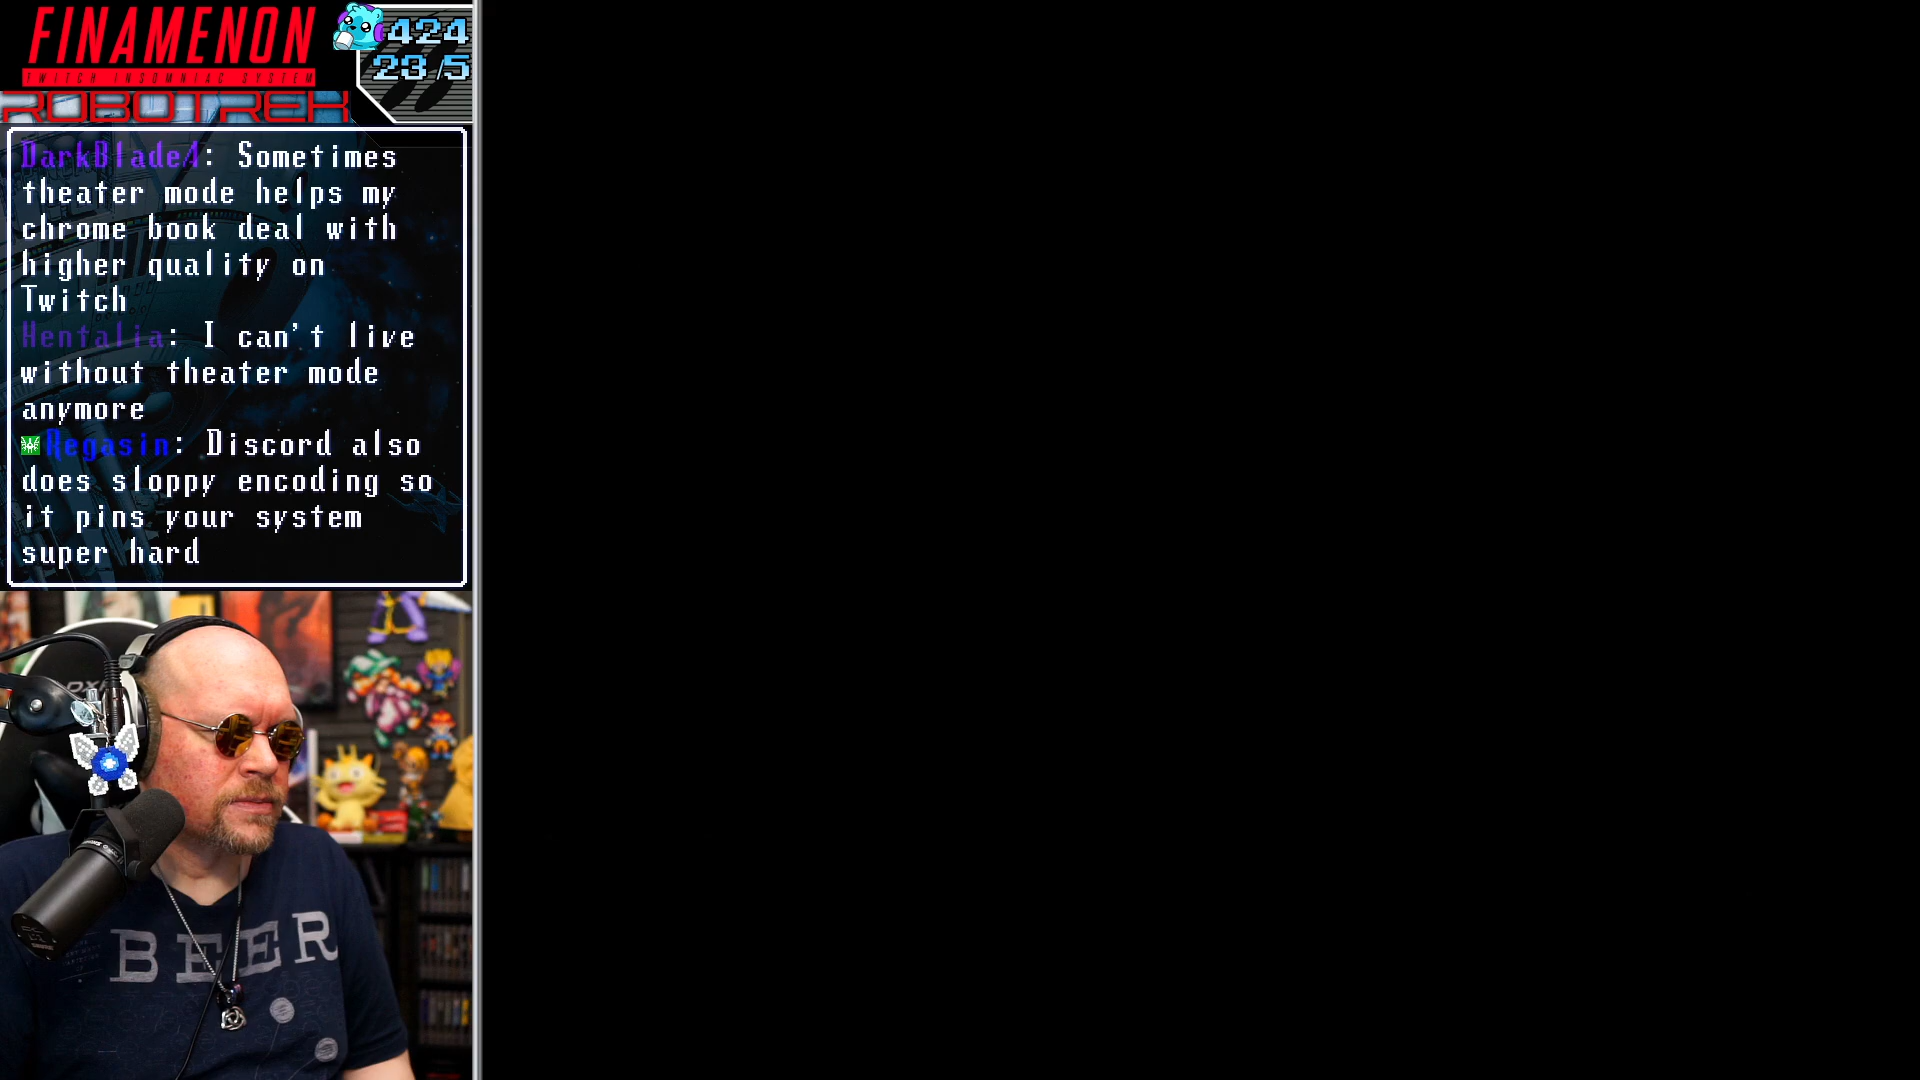 FINAMENON
TWITCH INSOMNIAC SYSTEM
ROBOTREK
424
23/5
DarkBlade4: Sometimes
theater mode helps my
chrome book deal with
higher quality on
Twitch
Hentalia: I can't live
without theater mode
anymore
Regasin: Discord also
does sloppy encoding so
it pins your system
super hard
BEER